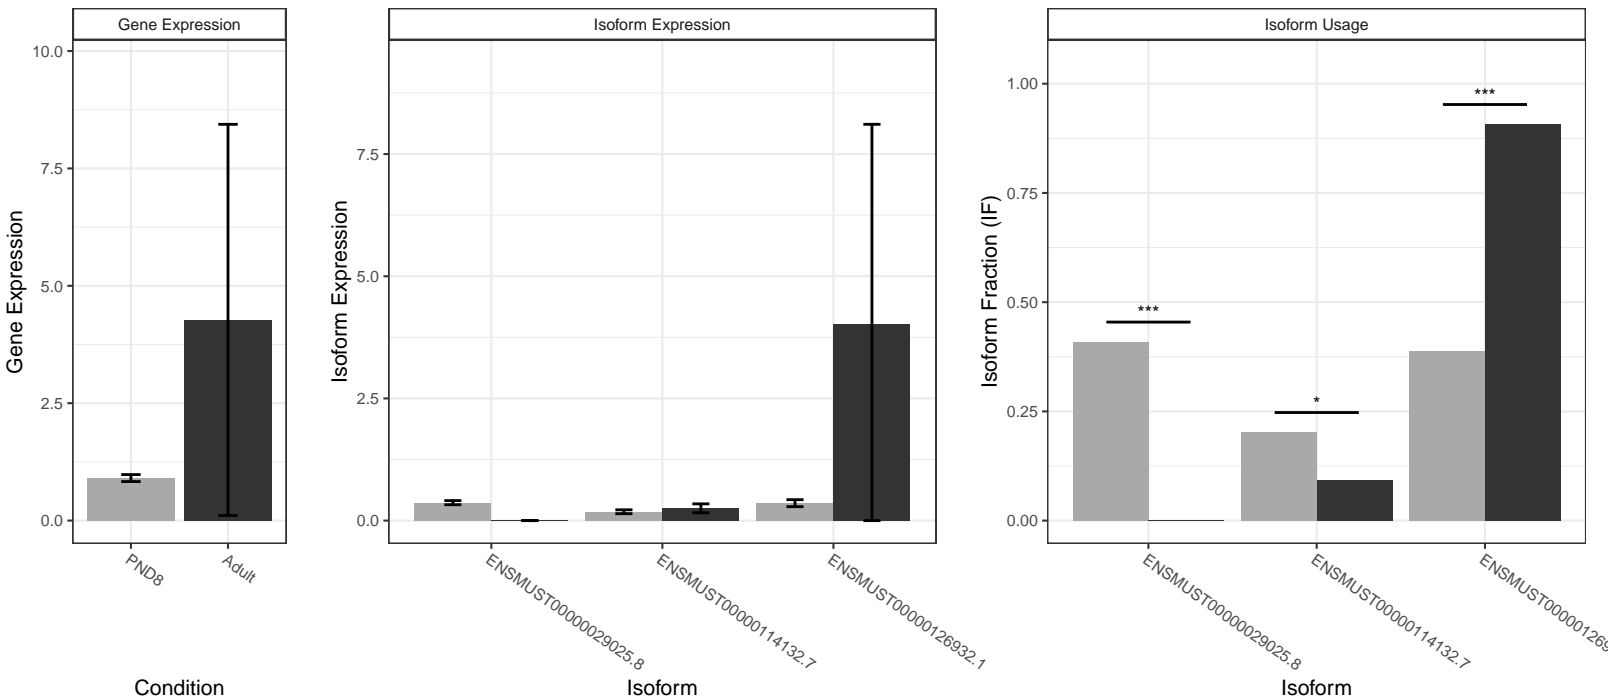 Gene Expression
Isoform Expression
Isoform Usage
Gene Expression
10.0
7.5
5.0
2.5
0.0
PND8
Adult
Condition
Isoform Expression
7.5
5.0
2.5
0.0
ENSMUST00000029025.8
ENSMUST00000114132.7
ENSMUST00000126932.1
Isoform
Isoform Fraction (IF)
1.00
0.75
0.50
0.25
0.00
***
*
***
ENSMUST00000029025.8
ENSMUST00000114132.7
ENSMUST000001269
Isoform